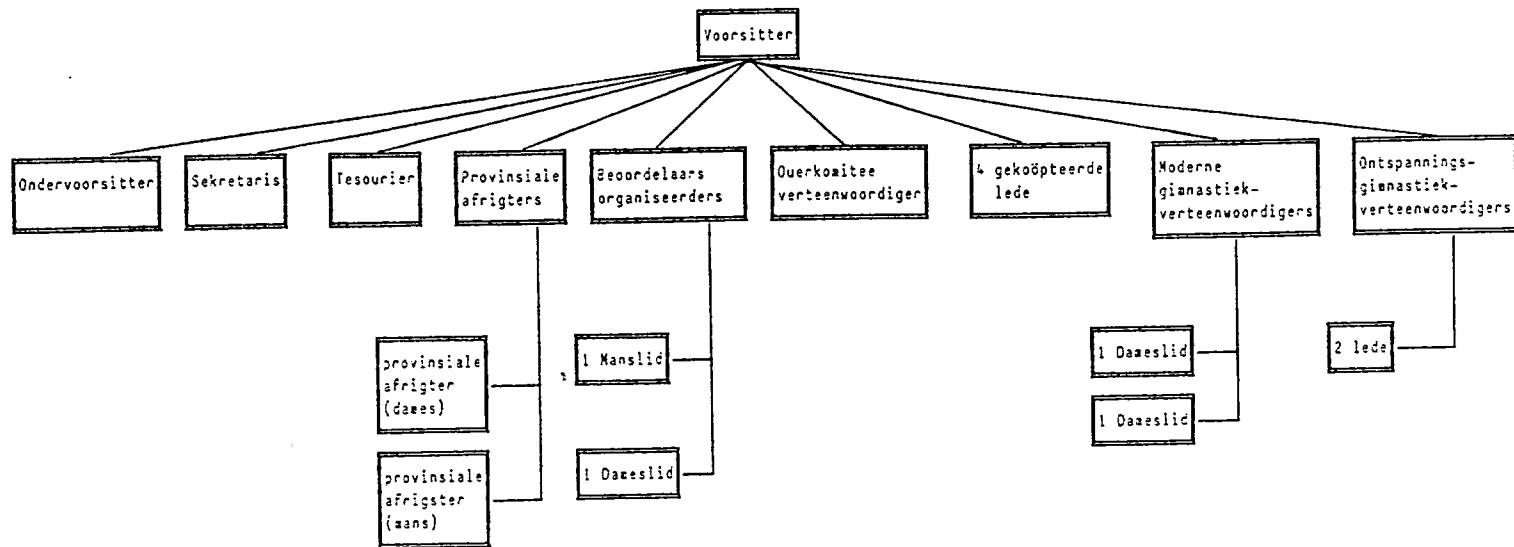 Voorsitter
Ondervoorsitter
Sekretaris
Tesourier
Provinsiale
afrigters
Beoordelaars
organiseerders
Ouerkomitee
verteenwoordiger
4 gekoöpteerde
lede
Moderne
gimnastiek-
verteenwoordigers
Ontspannings-
gimnastiek-
verteenwoordigers
provinsiale
afrigter
(dames)
provinsiale
afrigster
(mans)
1 Manslid
1 Dameslid
1 Dameslid
1 Dameslid
2 lede